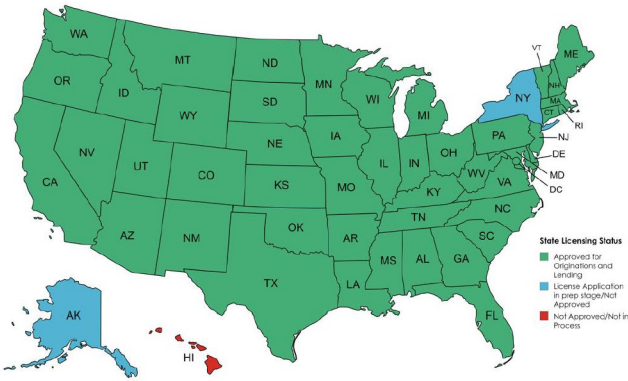 WA
OR
CA
ID
NV
AZ
UT
MT
WY
CO
NM
ND
SD
NE
KS
OK
TX
MN
IA
MO
AR
LA
WI
IL
MS
MI
IN
KY
TN
AL
OH
WV
VA
NC
SC
GA
FL
PA
NY
VT
NH
ME
MA
CT
RI
NJ
DE
MD
DC
AK
HI
State Licensing Status
Approved for
Originations and
Lending
License Application
in prep stage/Not
Approved
Not Approved/Not in
Process